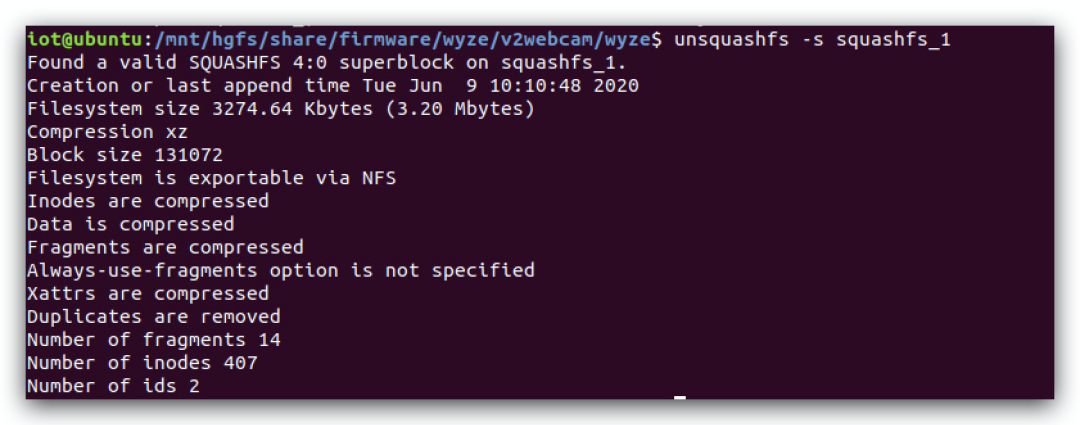 iot@ubuntu:/mnt/hgfs/share/firmware/wyze/v2webcam/wyze$ unsquashfs -s squashfs_1
Found a valid SQUASHFS 4:0 superblock on squashfs_1.
Creation or last append time Tue Jun  9 10:10:48 2020
Filesystem size 3274.64 Kbytes (3.20 Mbytes)
Compression xz
Block size 131072
Filesystem is exportable via NFS
Inodes are compressed
Data is compressed
Fragments are compressed
Always-use-fragments option is not specified
Xattrs are compressed
Duplicates are removed
Number of fragments 14
Number of inodes 407
Number of ids 2